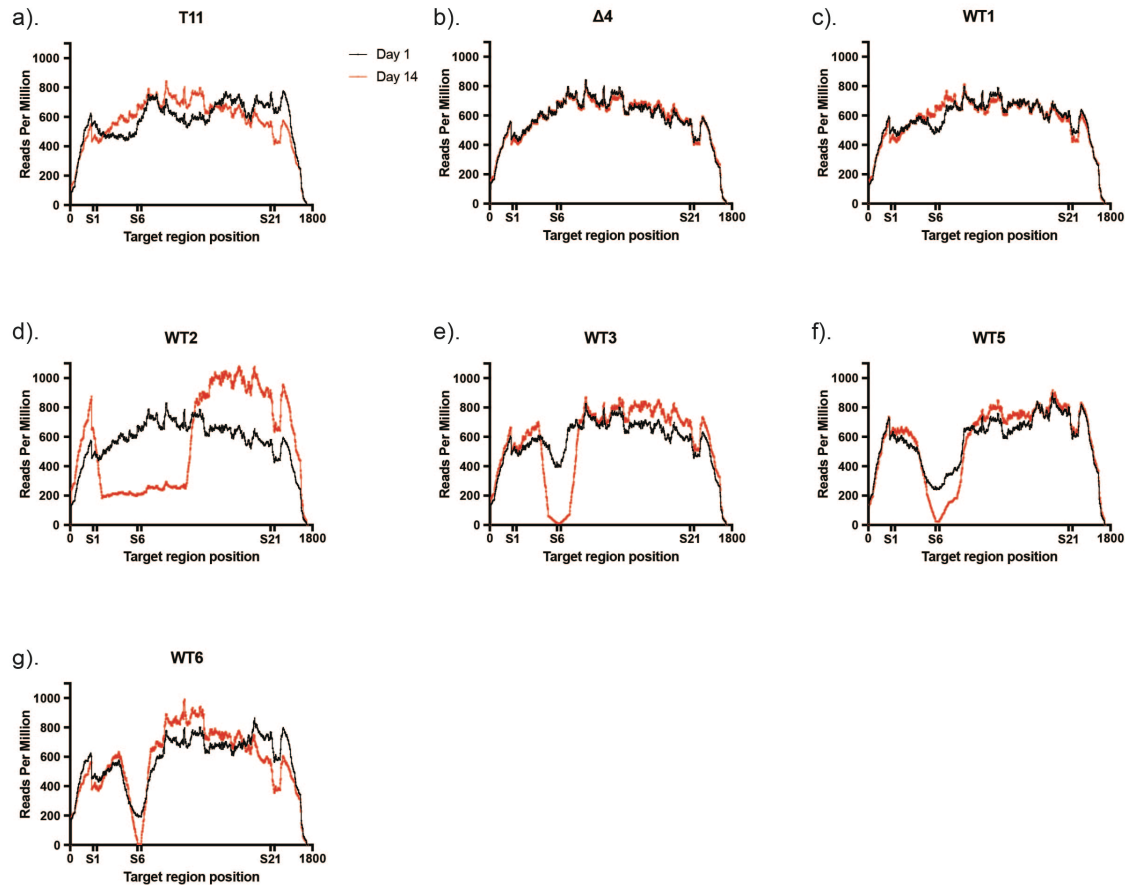 a). T11
Reads Per Million
1000
800
600
400
200
0
0 S1 S6 S21 1800
Target region position
Day 1
Day 14
b). Δ4
Reads Per Million
1000
800
600
400
200
0
0 S1 S6 S21 1800
Target region position
c). WT1
Reads Per Million
1000
800
600
400
200
0
0 S1 S6 S21 1800
Target region position
d). WT2
Reads Per Million
1000
800
600
400
200
0
0 S1 S6 S21 1800
Target region position
e). WT3
Reads Per Million
1000
800
600
400
200
0
0 S1 S6 S21 1800
Target region position
f). WT5
Reads Per Million
1000
800
600
400
200
0
0 S1 S6 S21 1800
Target region position
g). WT6
Reads Per Million
1000
800
600
400
200
0
0 S1 S6 S21 1800
Target region position